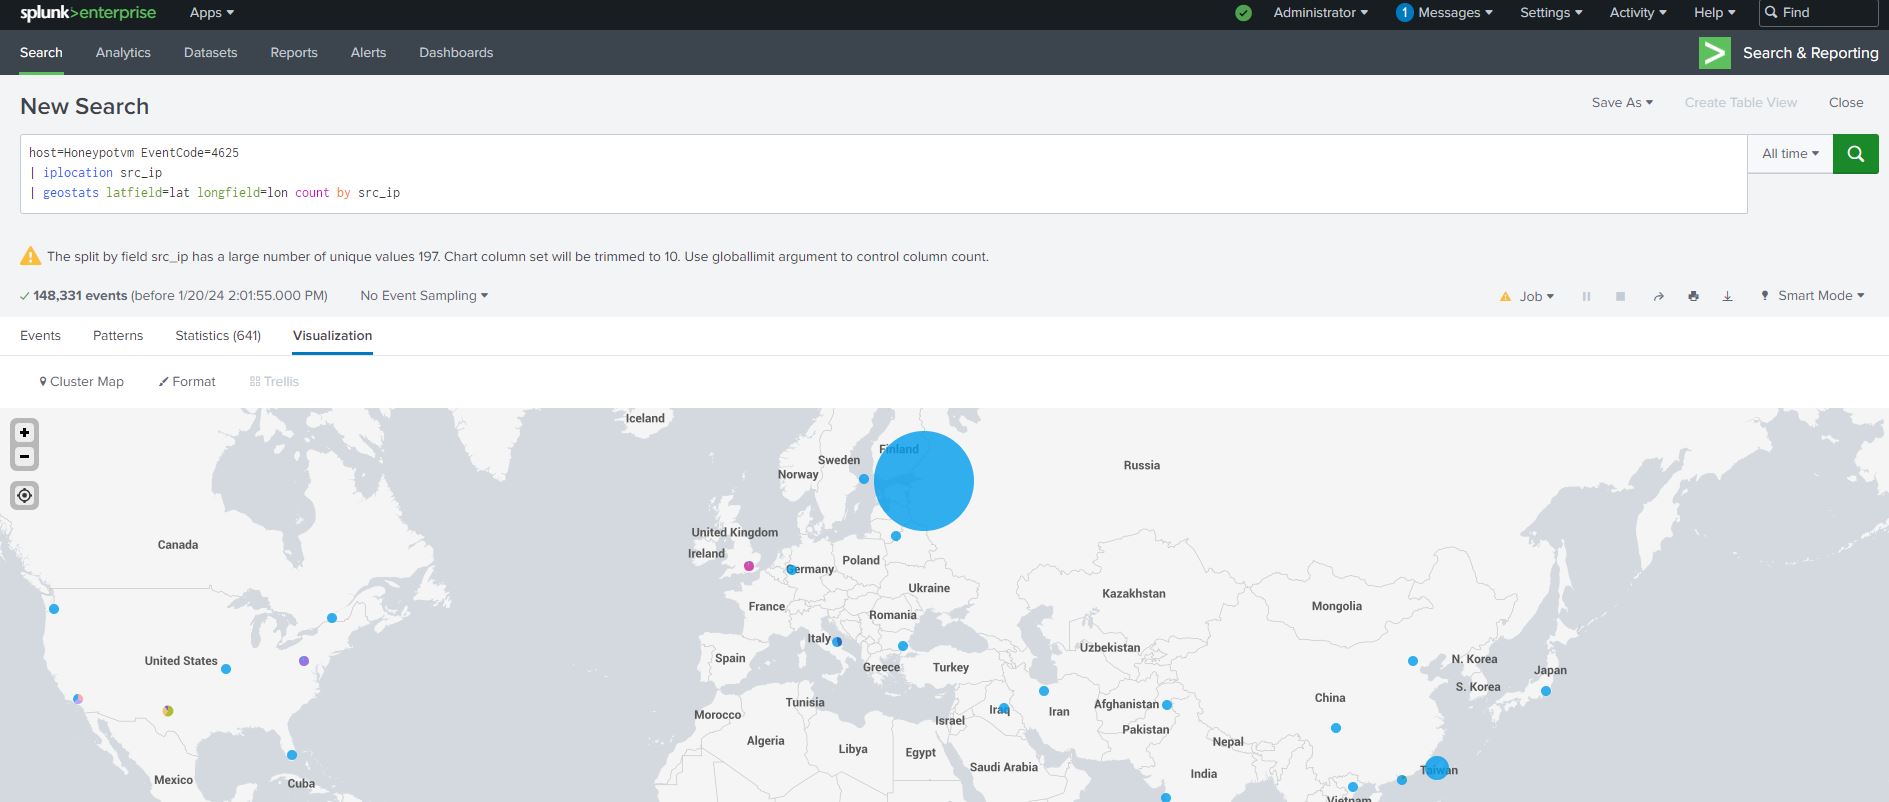 splunk>enterprise Apps Administrator 1 Messages Settings Activity Help Find
Search Analytics Datasets Reports Alerts Dashboards > Search & Reporting
New Search Save As Create Table View Close
host=Honeypotvm EventCode=4625 All time
| iplocation src_ip
| geostats latfield=lat longfield=lon count by src_ip
The split by field src_ip has a large number of unique values 197. Chart column set will be trimmed to 10. Use globallimit argument to control column count.
148,331 events (before 1/20/24 2:01:55.000 PM) No Event Sampling Job Smart Mode
Events Patterns Statistics (641) Visualization
Cluster Map Format Trellis
Iceland
+
Finland
−
Sweden
Russia
Norway
United Kingdom
Canada
Ireland
Poland
Germany
Ukraine
Kazakhstan
France
Mongolia
Romania
Italy
Uzbekistan
United States
Spain
N. Korea
Greece
Turkey
Japan
S. Korea
China
Tunisia
Afghanistan
Iraq
Iran
Morocco
Israel
Pakistan
Algeria
Nepal
Libya
Egypt
Saudi Arabia
Taiwan
India
Mexico
Cuba
Vietnam